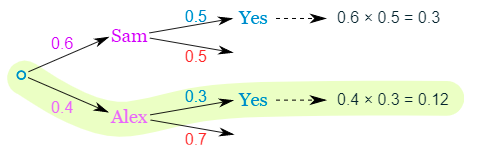 0.6 Sam 0.5 Yes 0.6 × 0.5 = 0.3
0.5
0.4 Alex 0.3 Yes 0.4 × 0.3 = 0.12
0.7